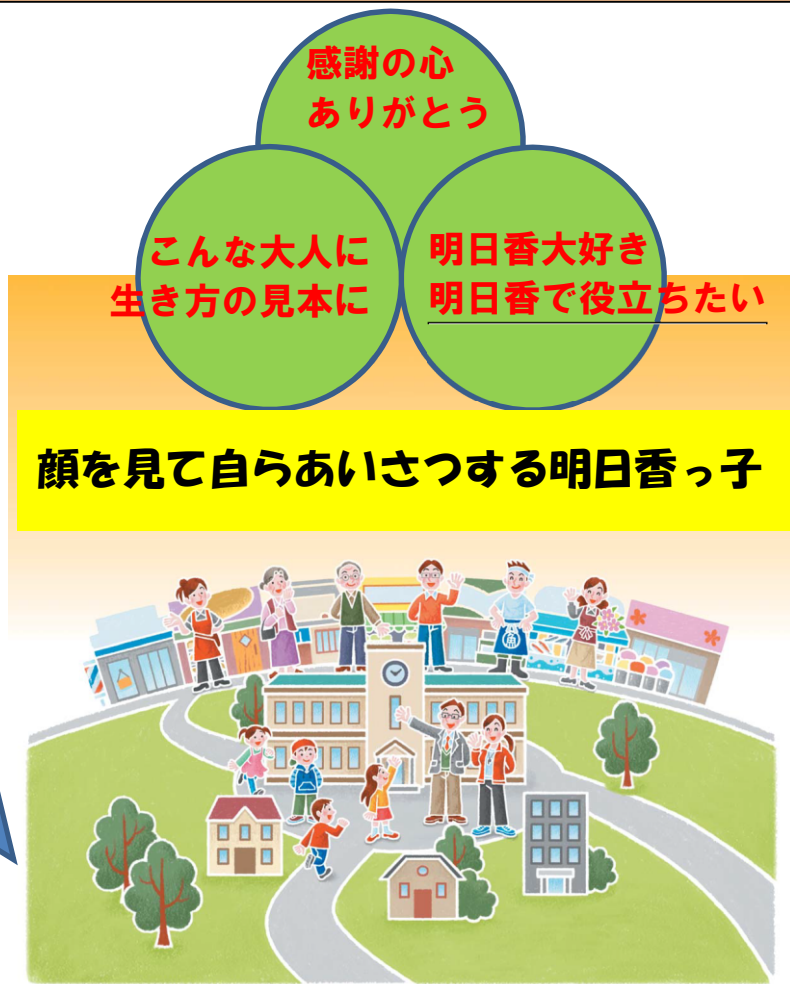 感謝の心
ありがとう
こんな大人に
生き方の見本に
明日香大好き
明日香で役立ちたい
顔を見て自らあいさつする明日香っ子
魚